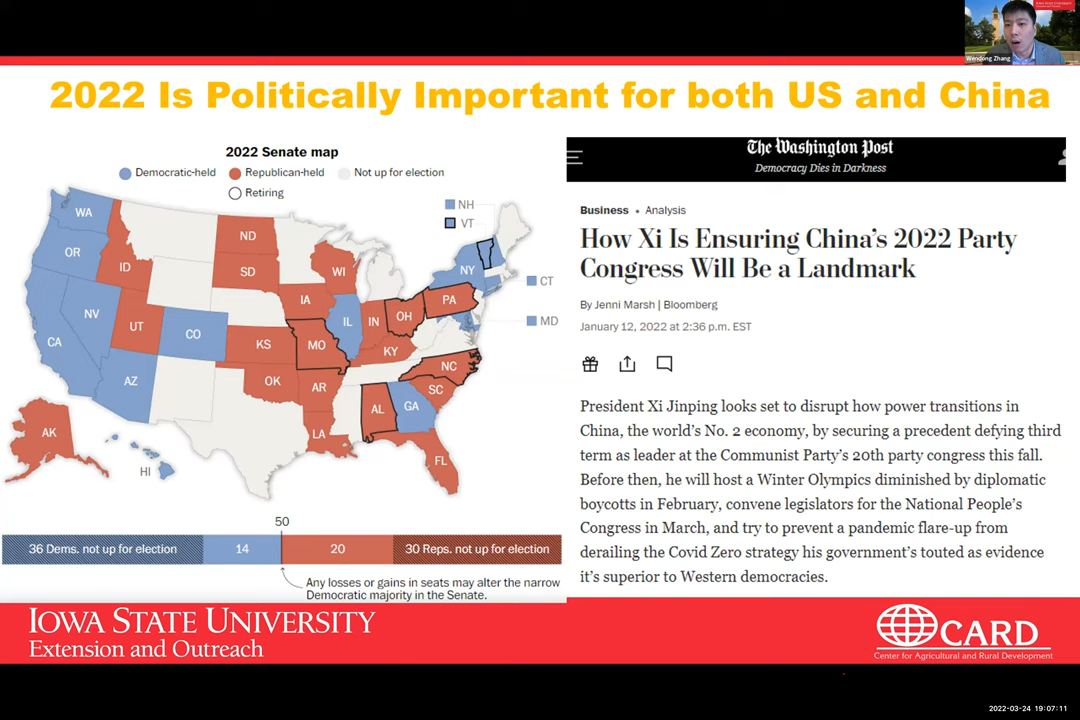 Wendong Zhang
2022 Is Politically Important for both US and China
2022 Senate map
Democratic-held
Republican-held
Not up for election
Retiring
WA
OR
CA
NV
ID
UT
AZ
CO
ND
SD
KS
OK
IA
MO
AR
LA
WI
IL
IN
OH
KY
AL
GA
FL
SC
NC
PA
NY
NH
VT
CT
MD
AK
HI
50
36 Dems. not up for election
14
20
30 Reps. not up for election
Any losses or gains in seats may alter the narrow
Democratic majority in the Senate.
The Washington Post
Democracy Dies in Darkness
Business • Analysis
How Xi Is Ensuring China's 2022 Party
Congress Will Be a Landmark
By Jenni Marsh | Bloomberg
January 12, 2022 at 2:36 p.m. EST
President Xi Jinping looks set to disrupt how power transitions in
China, the world's No. 2 economy, by securing a precedent defying third
term as leader at the Communist Party's 20th party congress this fall.
Before then, he will host a Winter Olympics diminished by diplomatic
boycotts in February, convene legislators for the National People's
Congress in March, and try to prevent a pandemic flare-up from
derailing the Covid Zero strategy his government's touted as evidence
it's superior to Western democracies.
IOWA STATE UNIVERSITY
Extension and Outreach
CARD
Center for Agricultural and Rural Development
2022-03-24 19:07:11